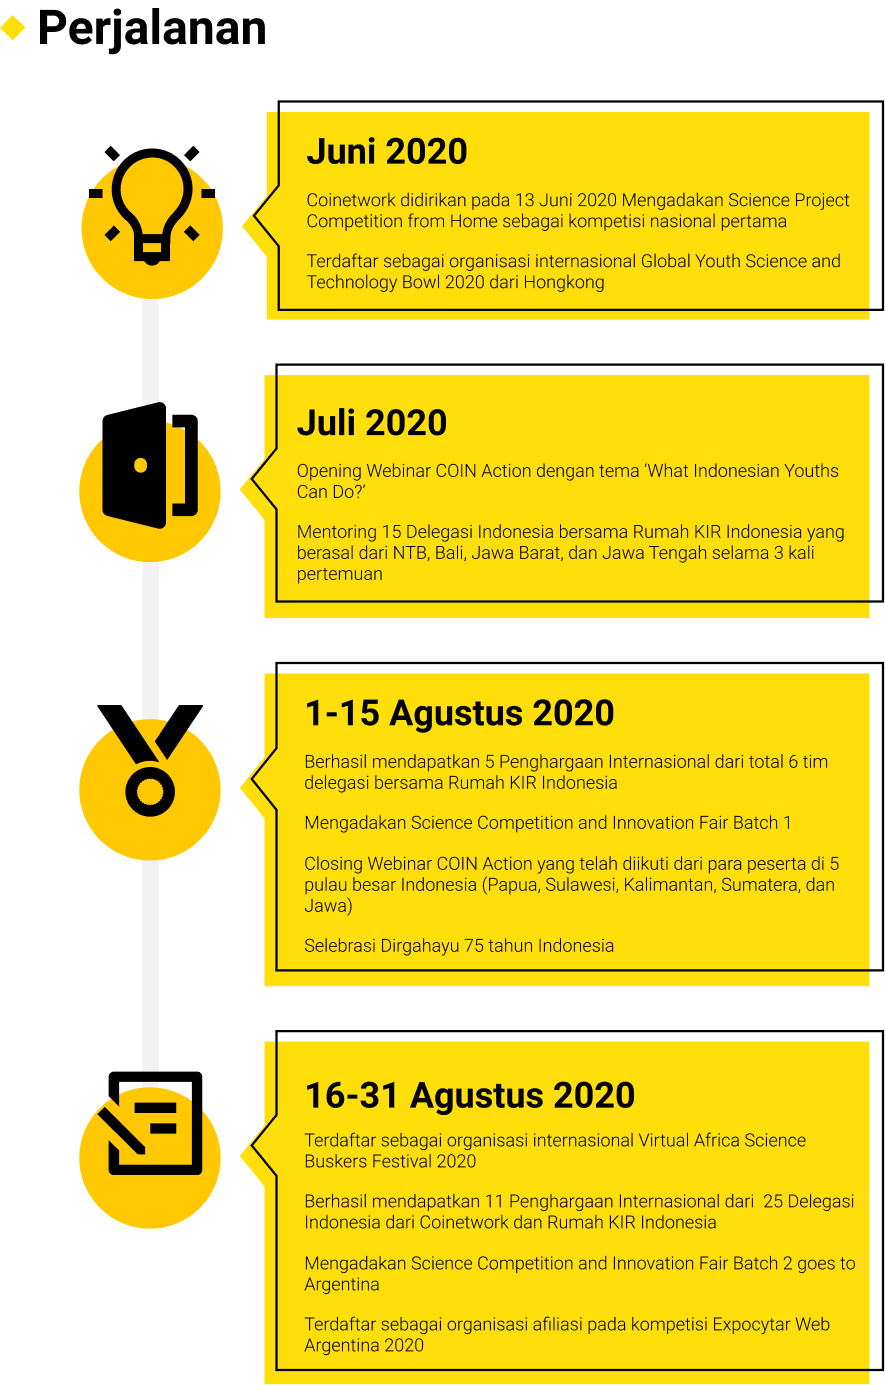 Perjalanan
Juni 2020
Coinetwork didirikan pada 13 Juni 2020 Mengadakan Science Project
Competition from Home sebagai kompetisi nasional pertama
Terdaftar sebagai organisasi internasional Global Youth Science and
Technology Bowl 2020 dari Hongkong
Juli 2020
Opening Webinar COIN Action dengan tema ‘What Indonesian Youths
Can Do?’
Mentoring 15 Delegasi Indonesia bersama Rumah KIR Indonesia yang
berasal dari NTB, Bali, Jawa Barat, dan Jawa Tengah selama 3 kali
pertemuan
1-15 Agustus 2020
Berhasil mendapatkan 5 Penghargaan Internasional dari total 6 tim
delegasi bersama Rumah KIR Indonesia
Mengadakan Science Competition and Innovation Fair Batch 1
Closing Webinar COIN Action yang telah diikuti dari para peserta di 5
pulau besar Indonesia (Papua, Sulawesi, Kalimantan, Sumatera, dan
Jawa)
Selebrasi Dirgahayu 75 tahun Indonesia
16-31 Agustus 2020
Terdaftar sebagai organisasi internasional Virtual Africa Science
Buskers Festival 2020
Berhasil mendapatkan 11 Penghargaan Internasional dari  25 Delegasi
Indonesia dari Coinetwork dan Rumah KIR Indonesia
Mengadakan Science Competition and Innovation Fair Batch 2 goes to
Argentina
Terdaftar sebagai organisasi afiliasi pada kompetisi Expocytar Web
Argentina 2020